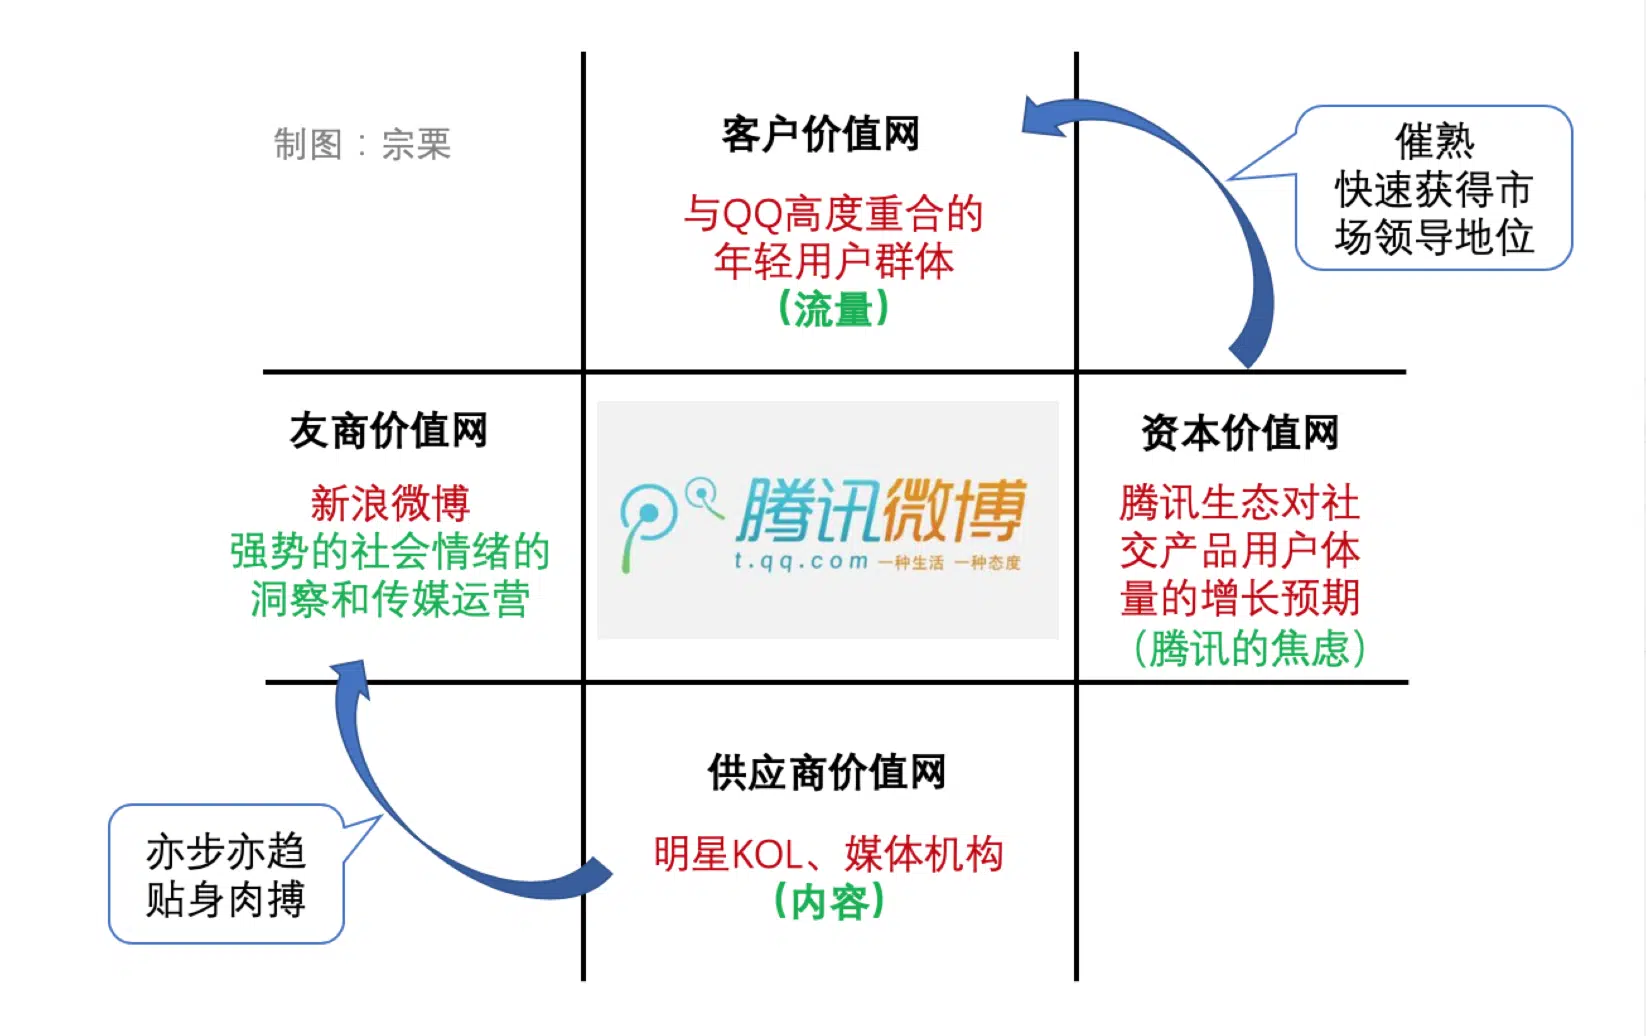 制图：宗栗
客户价值网
与QQ高度重合的
年轻用户群体
（流量）
催熟
快速获得市
场领导地位
友商价值网
新浪微博
强势的社会情绪的
洞察和传媒运营
腾讯微博
t.qq.com 一种生活 一种态度
资本价值网
腾讯生态对社
交产品用户体
量的增长预期
（腾讯的焦虑）
供应商价值网
明星KOL、媒体机构
（内容）
亦步亦趋
贴身肉搏